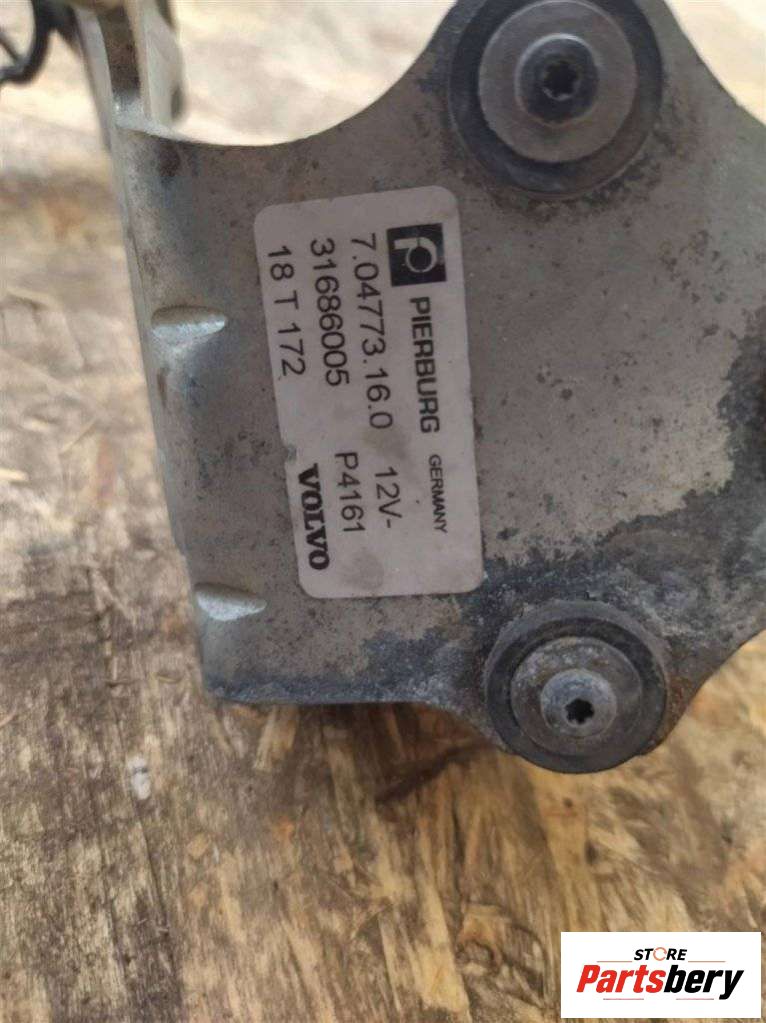 PIERBURG GERMANY
7.04773.16.0 12V-
31686005 P4161
18 T 172 VOLVO
STORE
Partsbery